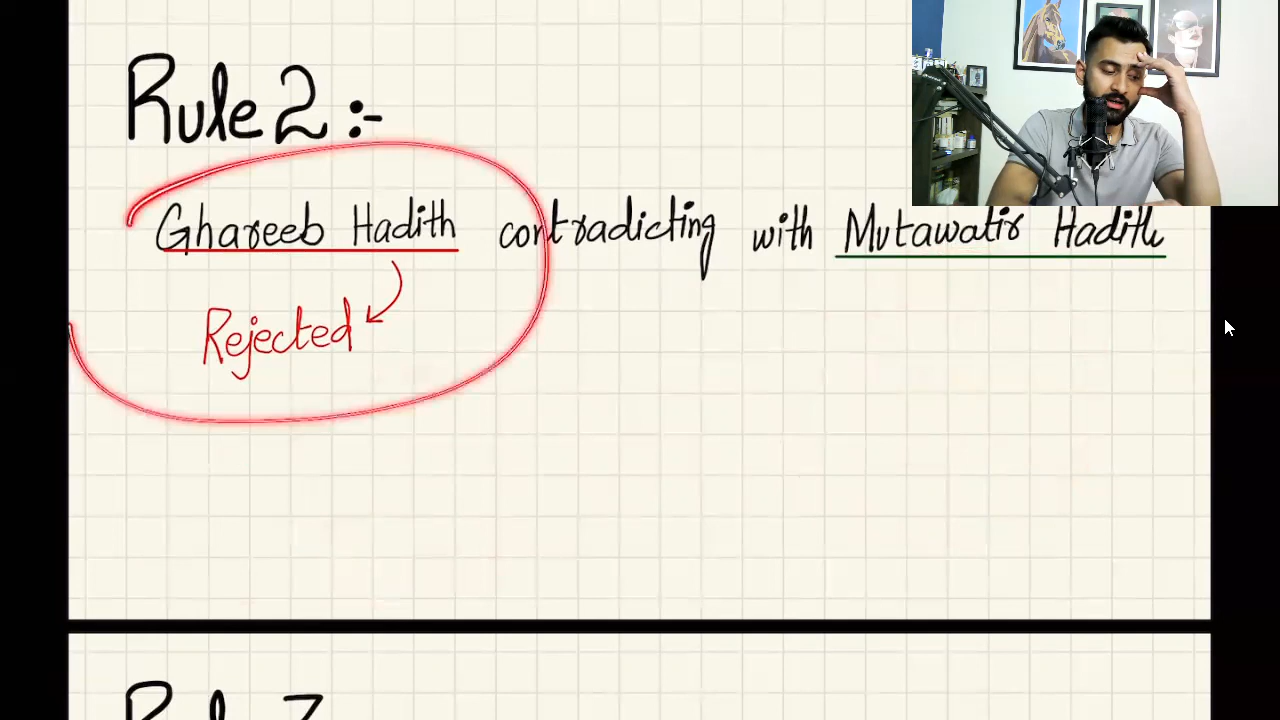 Rule 2 :-
Ghareeb Hadith contradicting with Mutawatir Hadith
Rejected